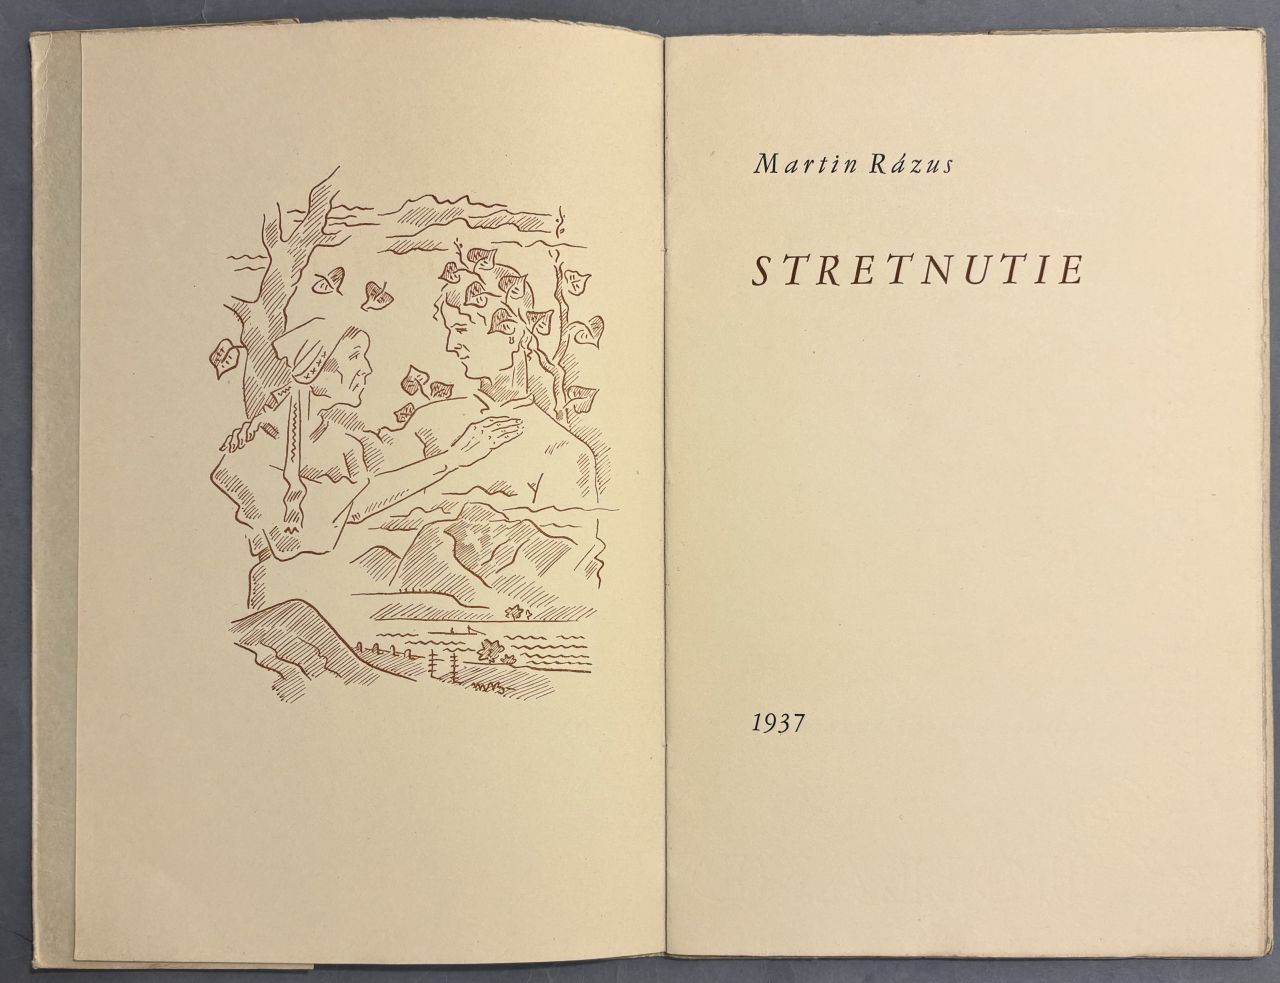 Martin Rázus
STRETNUTIE
1937